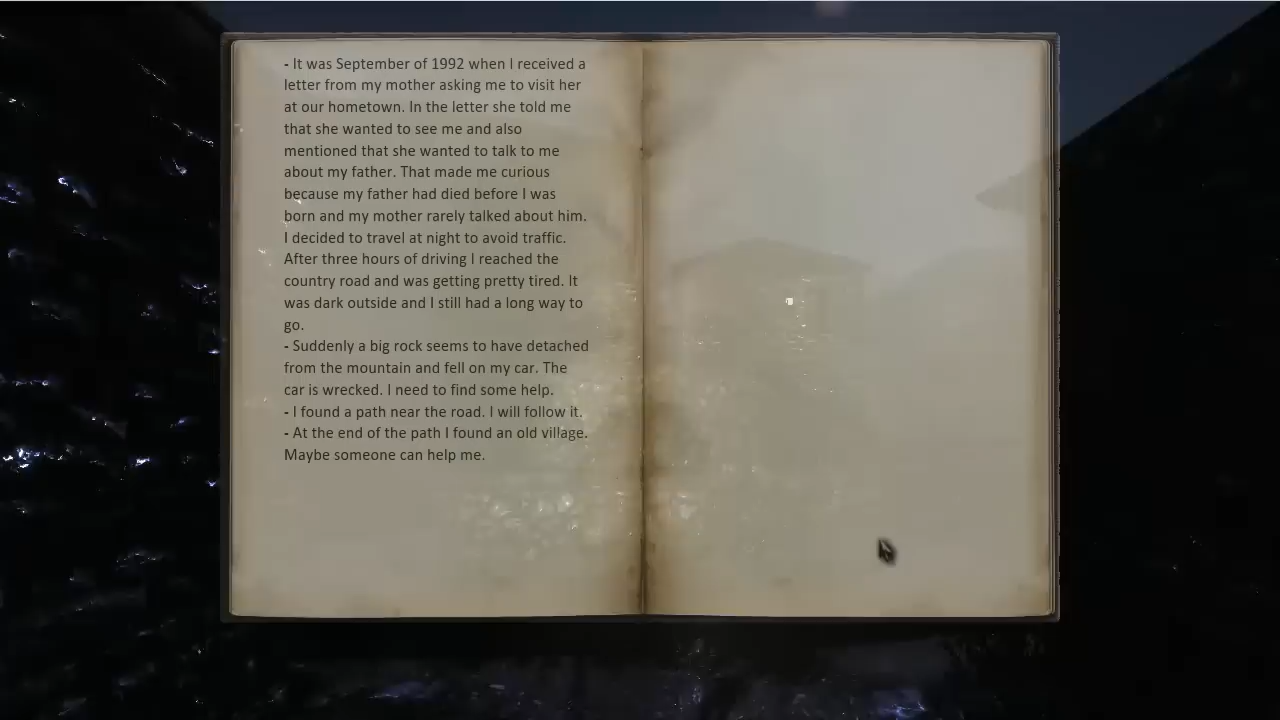 - It was September of 1992 when I received a
letter from my mother asking me to visit her
at our hometown. In the letter she told me
that she wanted to see me and also
mentioned that she wanted to talk to me
about my father. That made me curious
because my father had died before I was
born and my mother rarely talked about him.
I decided to travel at night to avoid traffic.
After three hours of driving I reached the
country road and was getting pretty tired. It
was dark outside and I still had a long way to
go.
- Suddenly a big rock seems to have detached
from the mountain and fell on my car. The
car is wrecked. I need to find some help.
- I found a path near the road. I will follow it.
- At the end of the path I found an old village.
Maybe someone can help me.